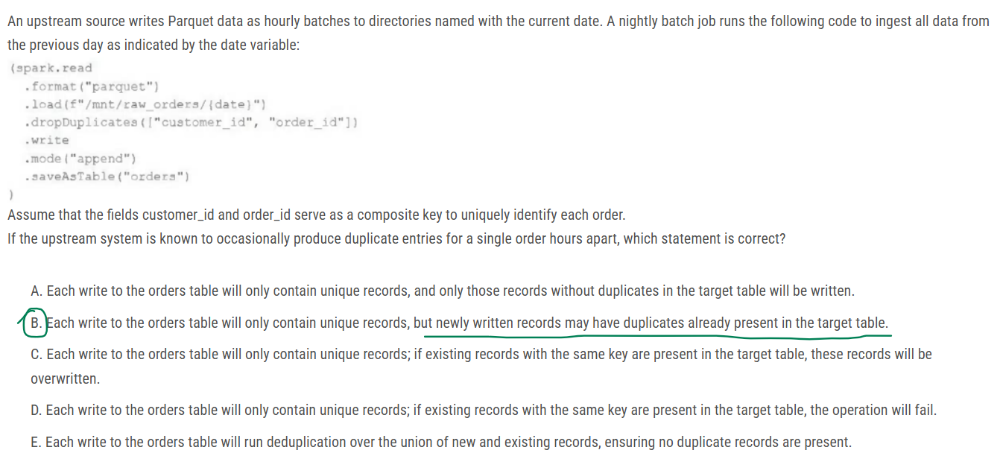 An upstream source writes Parquet data as hourly batches to directories named with the current date. A nightly batch job runs the following code to ingest all data from
the previous day as indicated by the date variable:
(spark.read
.format("parquet")
.load(f"/mnt/raw_orders/{date}")
.dropDuplicates(["customer_id", "order_id"])
.write
.mode("append")
.saveAsTable("orders")
)
Assume that the fields customer_id and order_id serve as a composite key to uniquely identify each order.
If the upstream system is known to occasionally produce duplicate entries for a single order hours apart, which statement is correct?
A. Each write to the orders table will only contain unique records, and only those records without duplicates in the target table will be written.
B. Each write to the orders table will only contain unique records, but newly written records may have duplicates already present in the target table.
C. Each write to the orders table will only contain unique records; if existing records with the same key are present in the target table, these records will be
overwritten.
D. Each write to the orders table will only contain unique records; if existing records with the same key are present in the target table, the operation will fail.
E. Each write to the orders table will run deduplication over the union of new and existing records, ensuring no duplicate records are present.